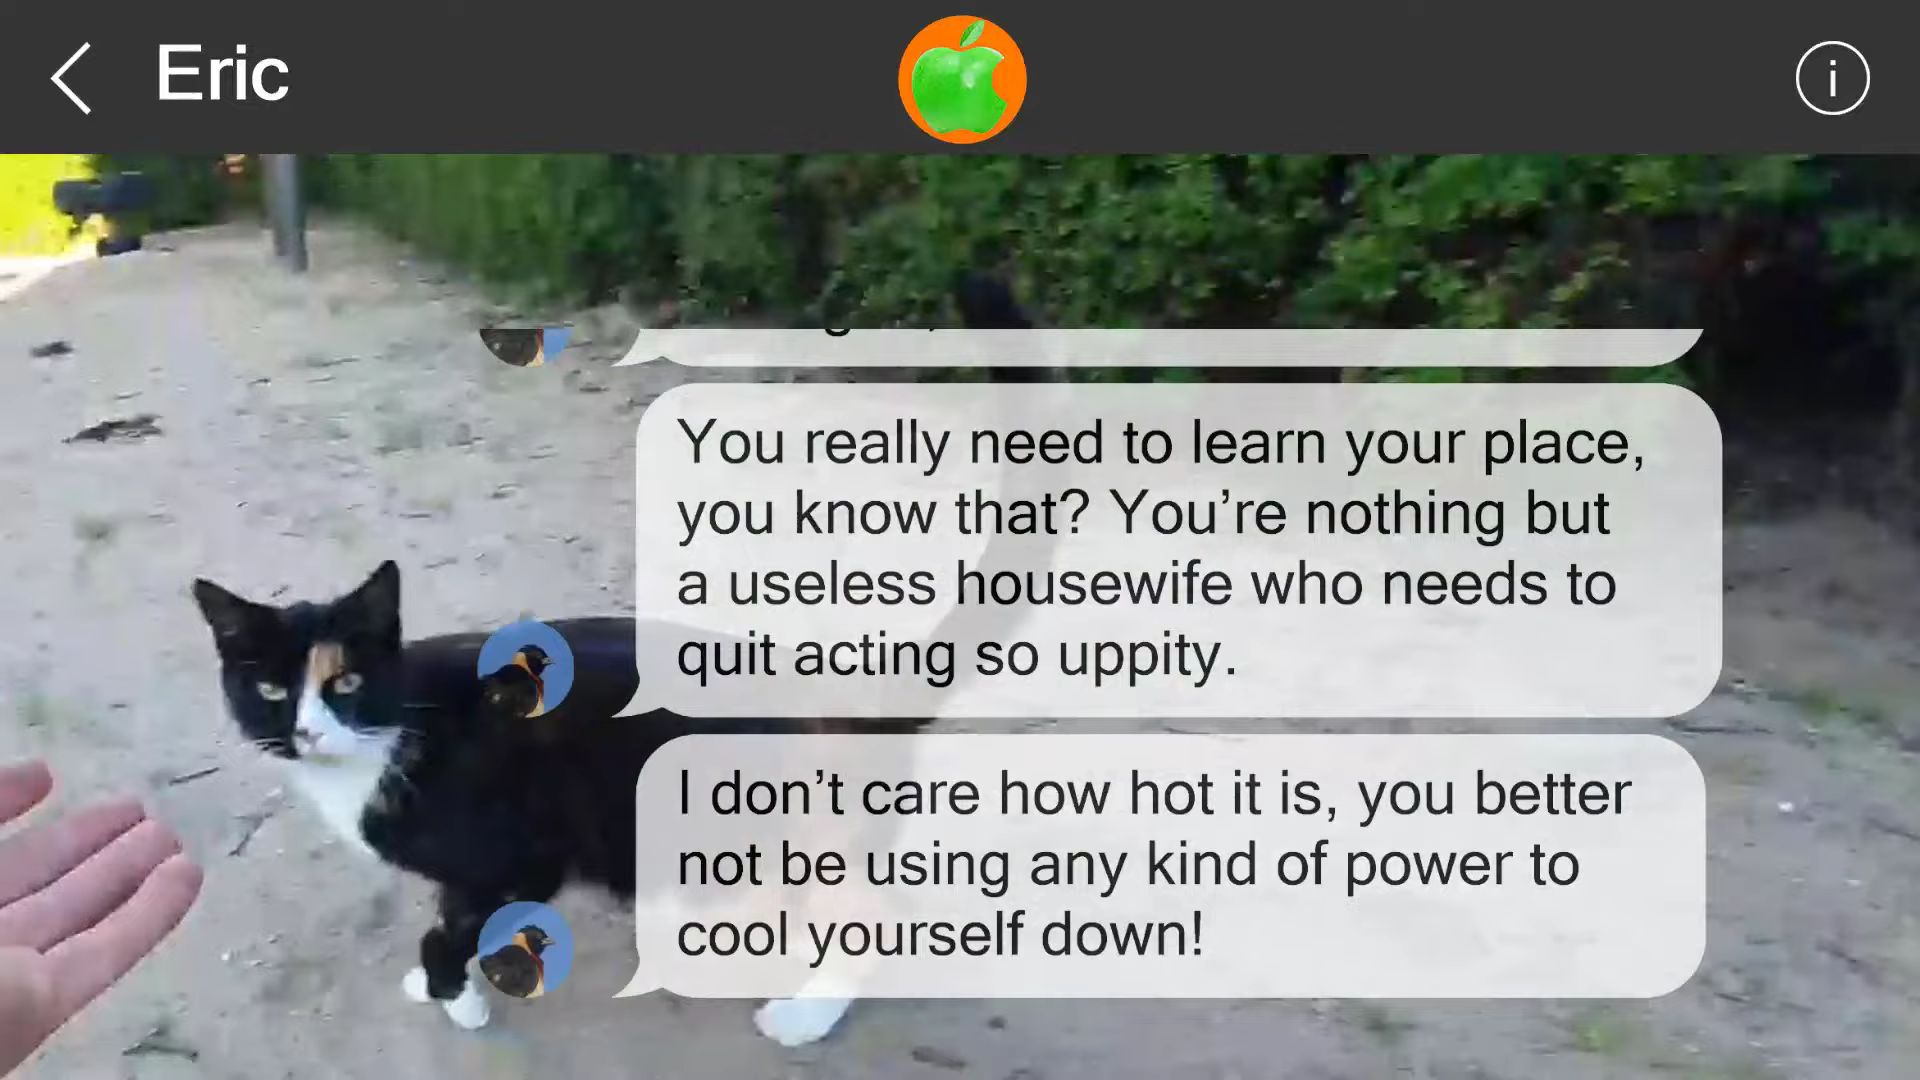 Eric
i
You really need to learn your place,
you know that? You’re nothing but
a useless housewife who needs to
quit acting so uppity.
I don’t care how hot it is, you better
not be using any kind of power to
cool yourself down!